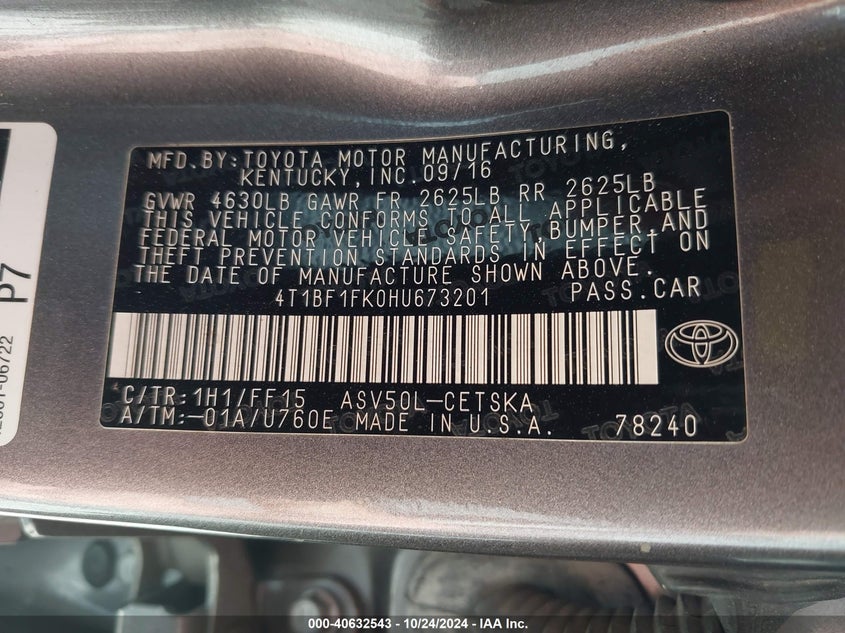 MFD.BY:TOYOTA MOTOR MANUFACTURING,
KENTUCKY,INC.09/16
GVWR 4630LB GAWR FR 2625LB RR 2625LB
THIS VEHICLE CONFORMS TO ALL APPLICABLE
FEDERAL MOTOR VEHICLE SAFETY,BUMPER,AND
THEFT PREVENTION STANDARDS IN EFFECT ON
THE DATE OF MANUFACTURE SHOWN ABOVE.
4T1BF1FK0HU673201 PASS.CAR
C/TR:1H1/FF15 ASV50L-CETSKA
A/TM:-01A/U760E MADE IN U.S.A. 78240
P7
-06722
000-40632543 - 10/24/2024 - IAA Inc.